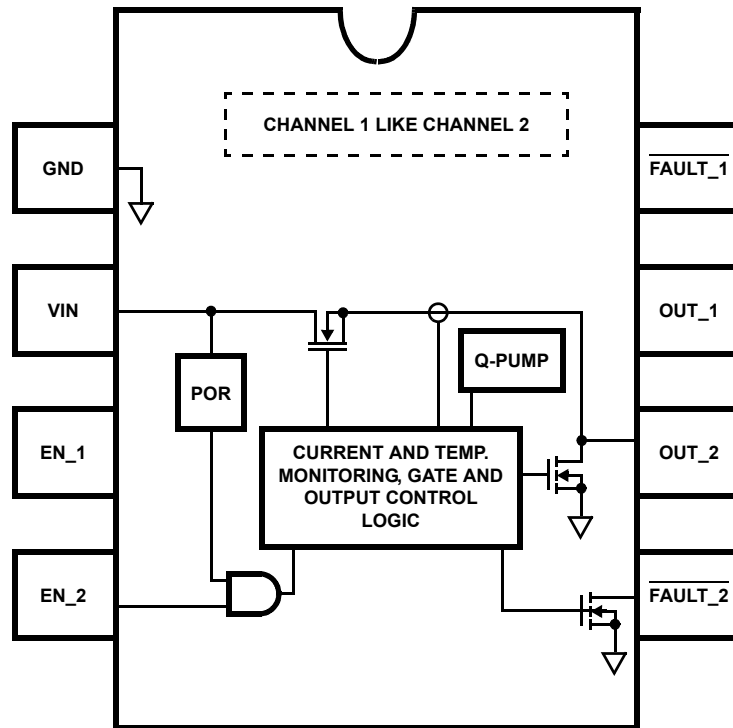 CHANNEL 1 LIKE CHANNEL 2
GND
FAULT_1
VIN
OUT_1
Q-PUMP
POR
EN_1
CURRENT AND TEMP.
MONITORING, GATE AND
OUTPUT CONTROL
LOGIC
OUT_2
EN_2
FAULT_2